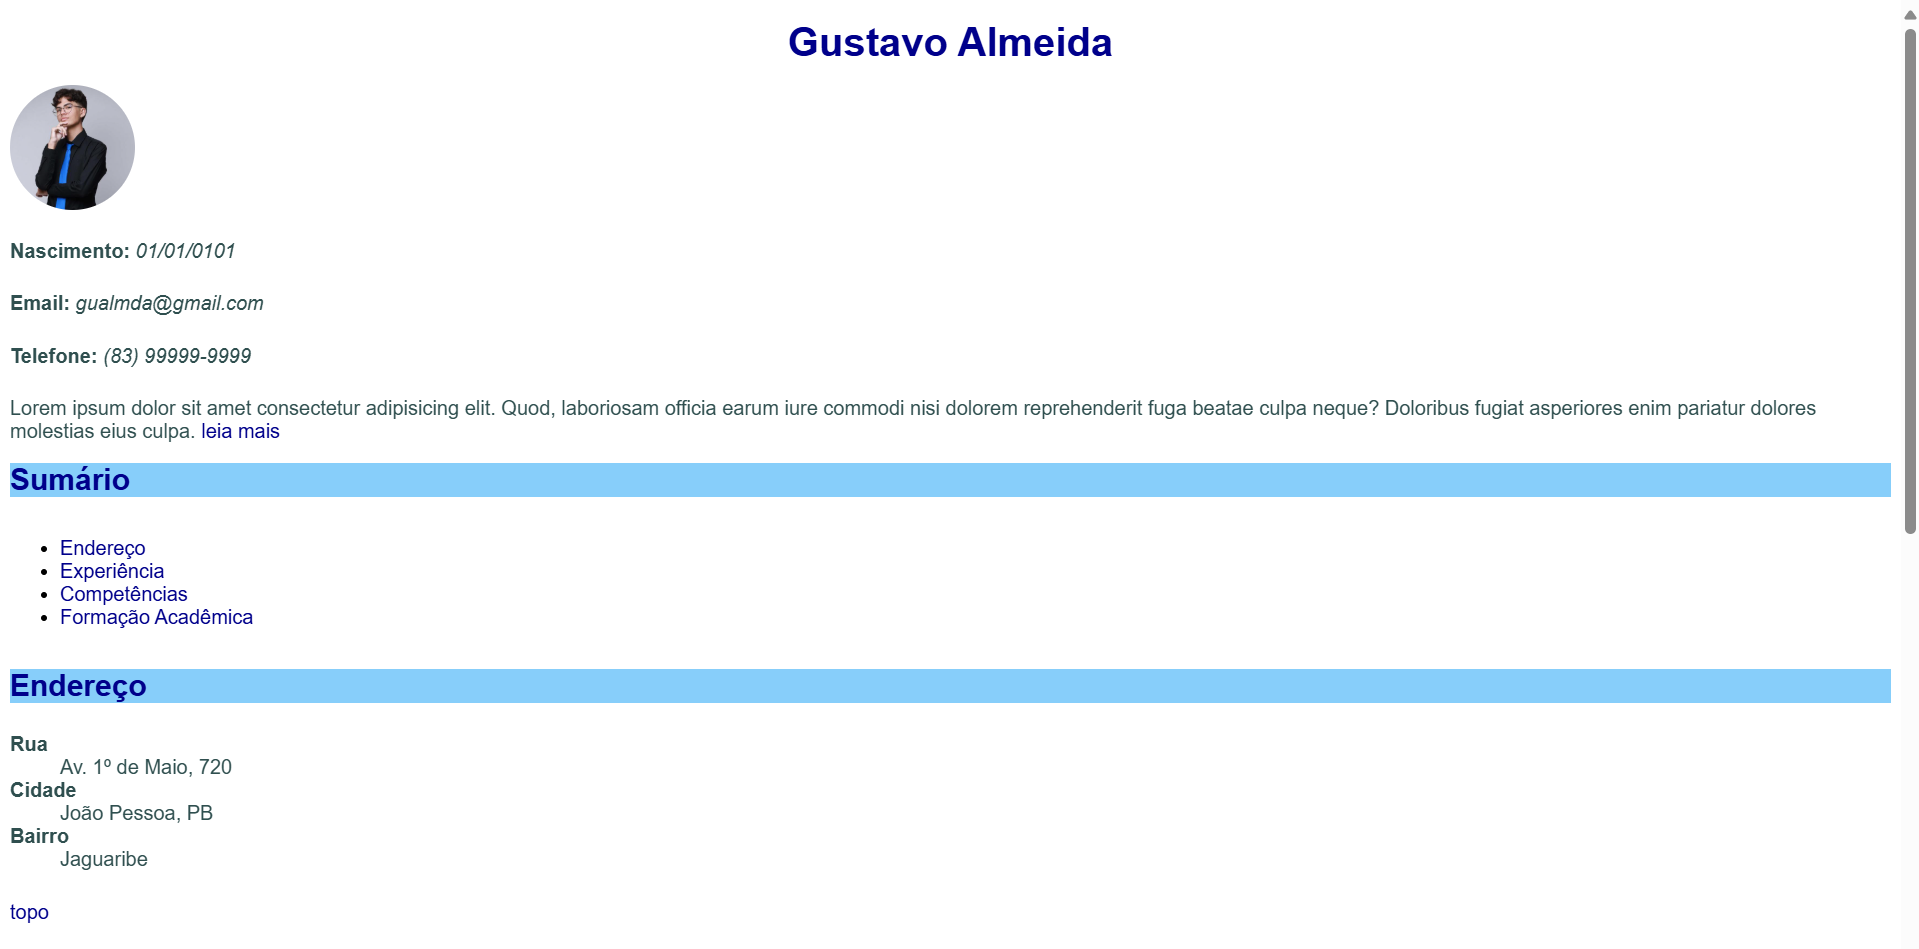 Gustavo Almeida
Nascimento: 01/01/0101
Email: gualmda@gmail.com
Telefone: (83) 99999-9999
Lorem ipsum dolor sit amet consectetur adipisicing elit. Quod, laboriosam officia earum iure commodi nisi dolorem reprehenderit fuga beatae culpa neque? Doloribus fugiat asperiores enim pariatur dolores
molestias eius culpa. leia mais
Sumário
Endereço
Experiência
Competências
Formação Acadêmica
Endereço
Rua
Av. 1º de Maio, 720
Cidade
João Pessoa, PB
Bairro
Jaguaribe
topo